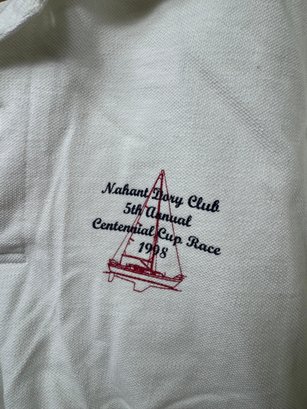 Nahant Dory Club
5th Annual
Centennial Cup Race
1998